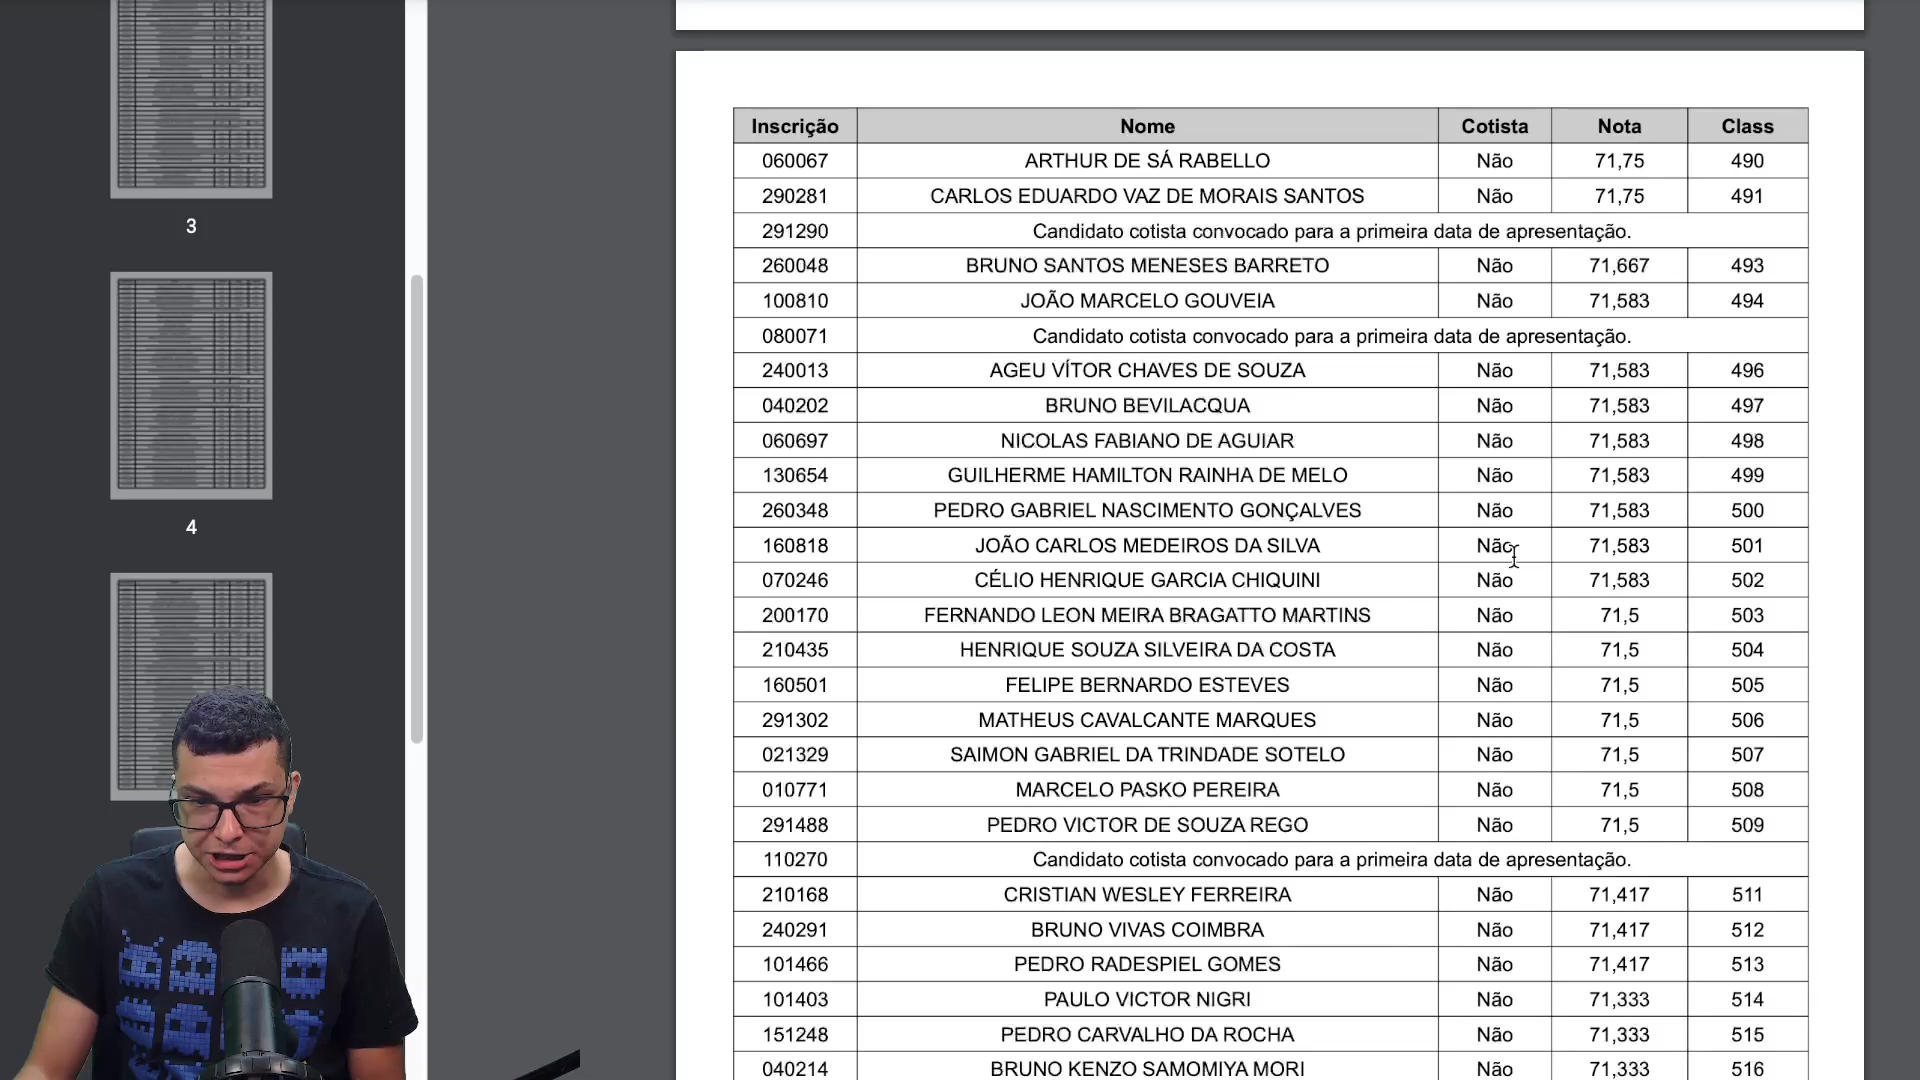 3
4
Inscrição Nome Cotista Nota Class
060067 ARTHUR DE SÁ RABELLO Não 71,75 490
290281 CARLOS EDUARDO VAZ DE MORAIS SANTOS Não 71,75 491
291290 Candidato cotista convocado para a primeira data de apresentação.
260048 BRUNO SANTOS MENESES BARRETO Não 71,667 493
100810 JOÃO MARCELO GOUVEIA Não 71,583 494
080071 Candidato cotista convocado para a primeira data de apresentação.
240013 AGEU VÍTOR CHAVES DE SOUZA Não 71,583 496
040202 BRUNO BEVILACQUA Não 71,583 497
060697 NICOLAS FABIANO DE AGUIAR Não 71,583 498
130654 GUILHERME HAMILTON RAINHA DE MELO Não 71,583 499
260348 PEDRO GABRIEL NASCIMENTO GONÇALVES Não 71,583 500
160818 JOÃO CARLOS MEDEIROS DA SILVA Não 71,583 501
070246 CÉLIO HENRIQUE GARCIA CHIQUINI Não 71,583 502
200170 FERNANDO LEON MEIRA BRAGATTO MARTINS Não 71,5 503
210435 HENRIQUE SOUZA SILVEIRA DA COSTA Não 71,5 504
160501 FELIPE BERNARDO ESTEVES Não 71,5 505
291302 MATHEUS CAVALCANTE MARQUES Não 71,5 506
021329 SAIMON GABRIEL DA TRINDADE SOTELO Não 71,5 507
010771 MARCELO PASKO PEREIRA Não 71,5 508
291488 PEDRO VICTOR DE SOUZA REGO Não 71,5 509
110270 Candidato cotista convocado para a primeira data de apresentação.
210168 CRISTIAN WESLEY FERREIRA Não 71,417 511
240291 BRUNO VIVAS COIMBRA Não 71,417 512
101466 PEDRO RADESPIEL GOMES Não 71,417 513
101403 PAULO VICTOR NIGRI Não 71,333 514
151248 PEDRO CARVALHO DA ROCHA Não 71,333 515
040214 BRUNO KENZO SAMOMIYA MORI Não 71,333 516